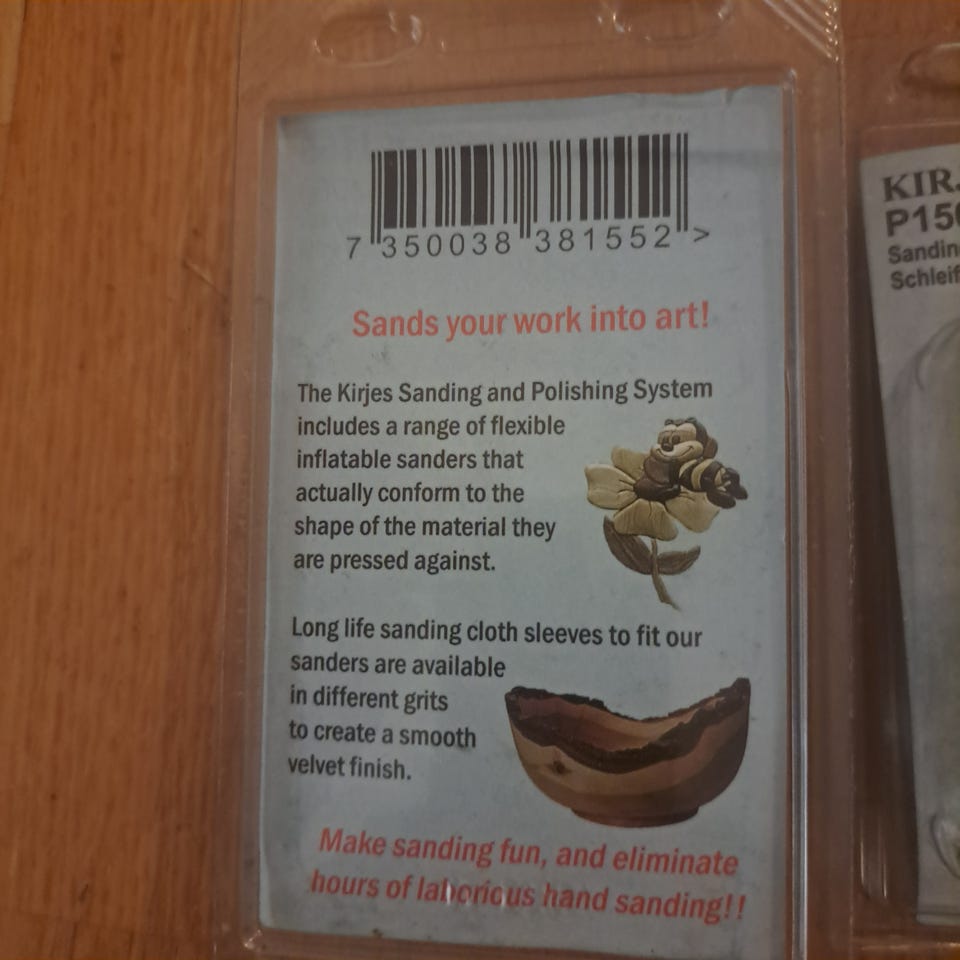 7 350038 381552 >
Sands your work into art!
The Kirjes Sanding and Polishing System
includes a range of flexible
inflatable sanders that
actually conform to the
shape of the material they
are pressed against.
Long life sanding cloth sleeves to fit our
sanders are available
in different grits
to create a smooth
velvet finish.
Make sanding fun, and eliminate
hours of laborious hand sanding!!
KIRJ
P150
Sandin
Schleif